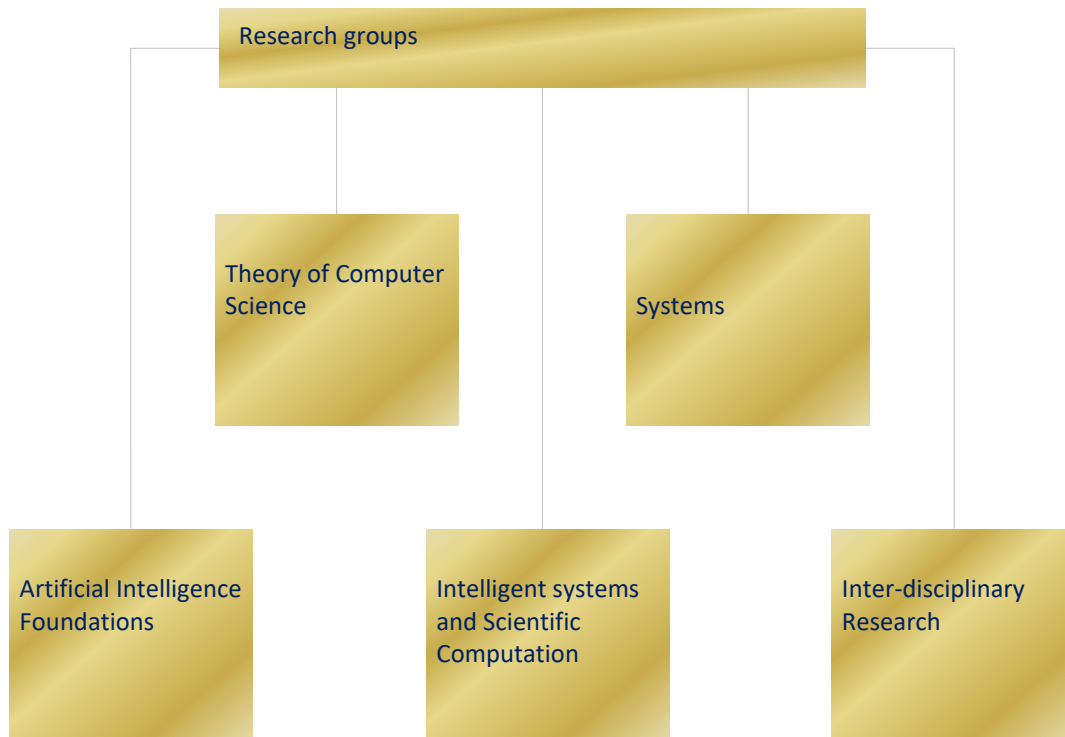 Research groups
Theory of Computer
Science
Systems
Artificial Intelligence
Foundations
Intelligent systems
and Scientific
Computation
Inter-disciplinary
Research